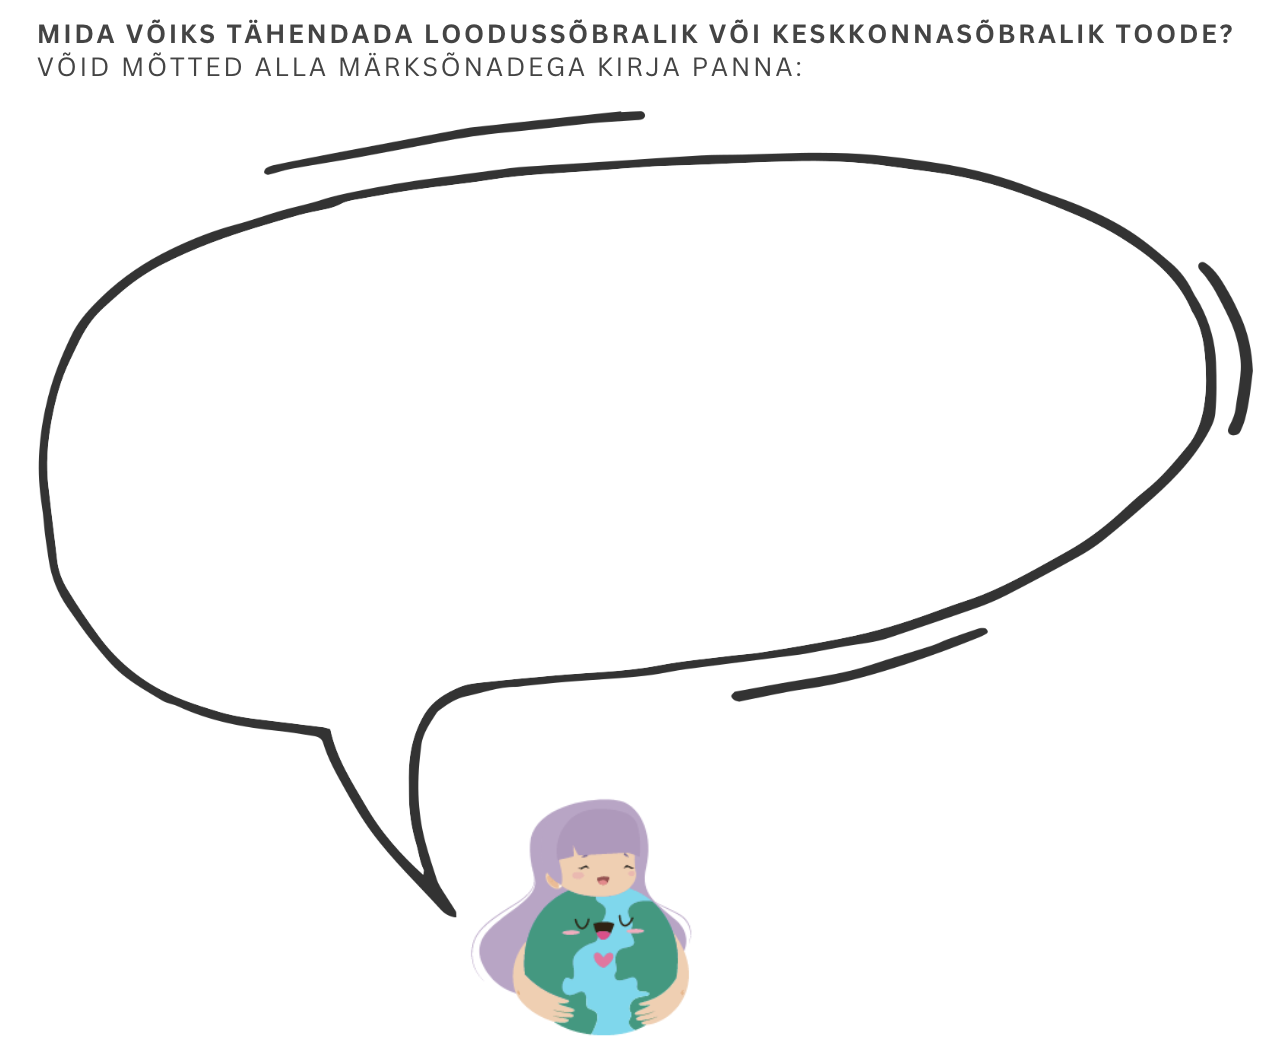 MIDA VÕIKS TÄHENDADA LOODUSSÕBRALIK VÕI KESKKONNASÕBRALIK TOODE?
VÕID MÕTTED ALLA MÄRKSÕNADEGA KIRJA PANNA: